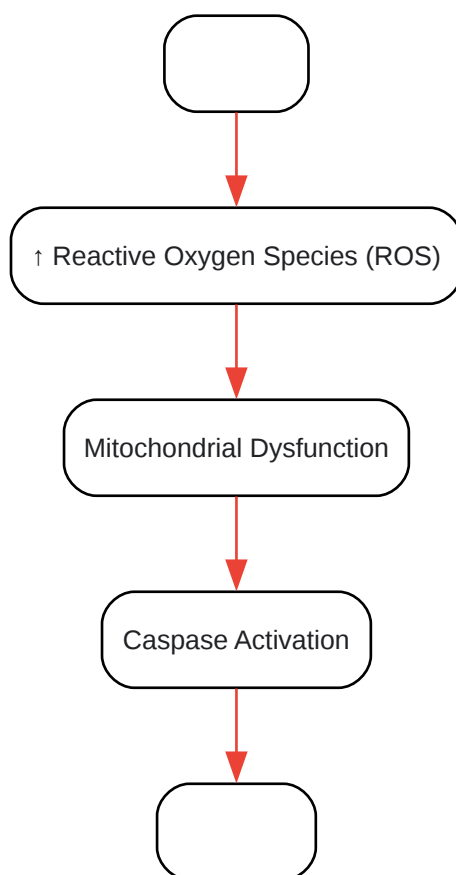 ↑ Reactive Oxygen Species (ROS)
Mitochondrial Dysfunction
Caspase Activation